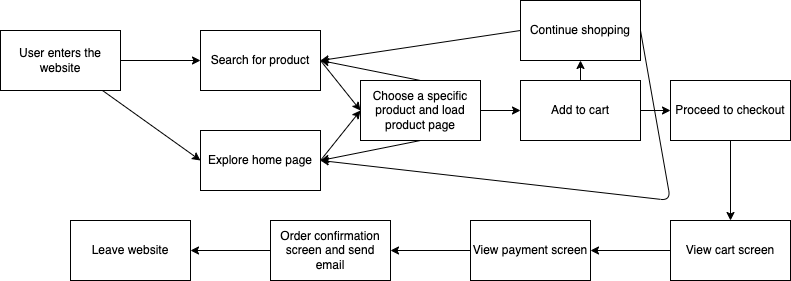 User enters the
website
Search for product
Continue shopping
Choose a specific
product and load
product page
Add to cart
Proceed to checkout
Explore home page
Leave website
Order confirmation
screen and send
email
View payment screen
View cart screen